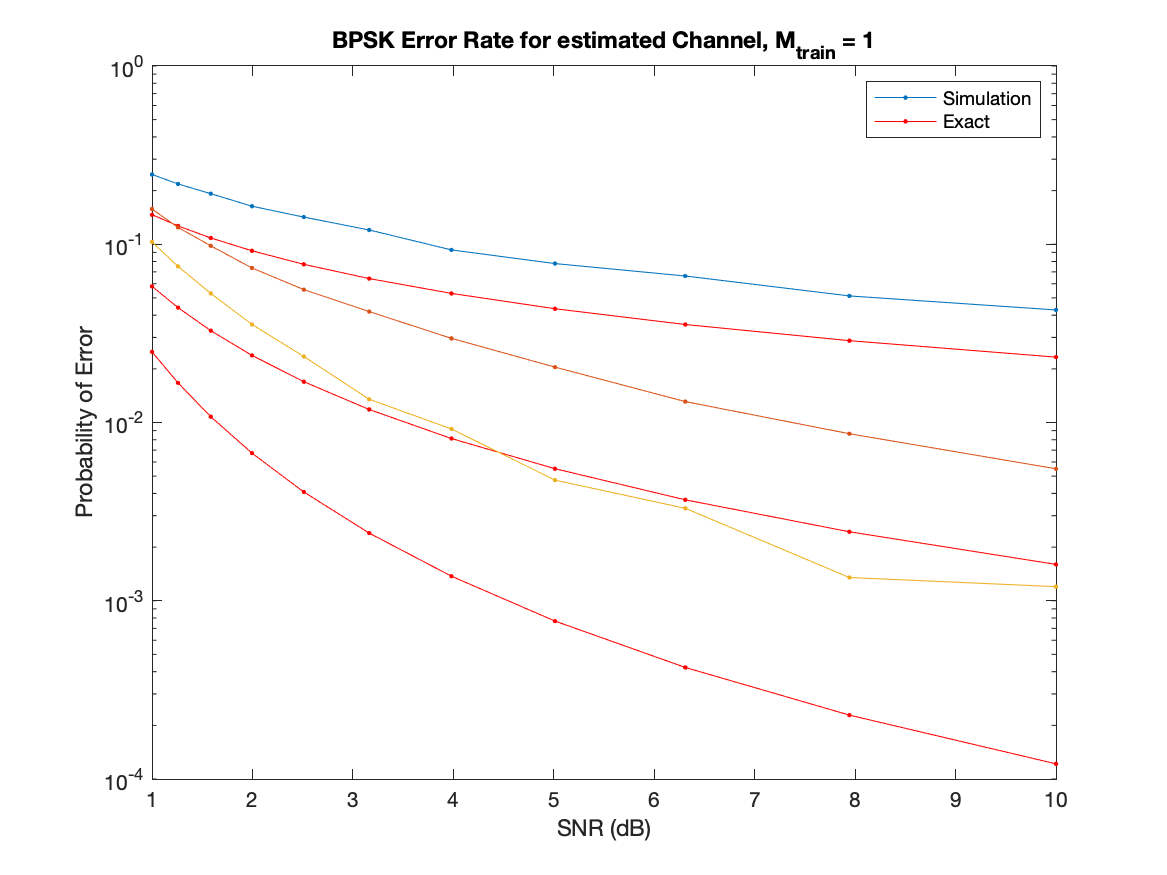 BPSK Error Rate for estimated Channel, M_train = 1
10^0
Simulation
Exact
10^-1
10^-2
10^-3
10^-4
Probability of Error
1 2 3 4 5 6 7 8 9 10
SNR (dB)